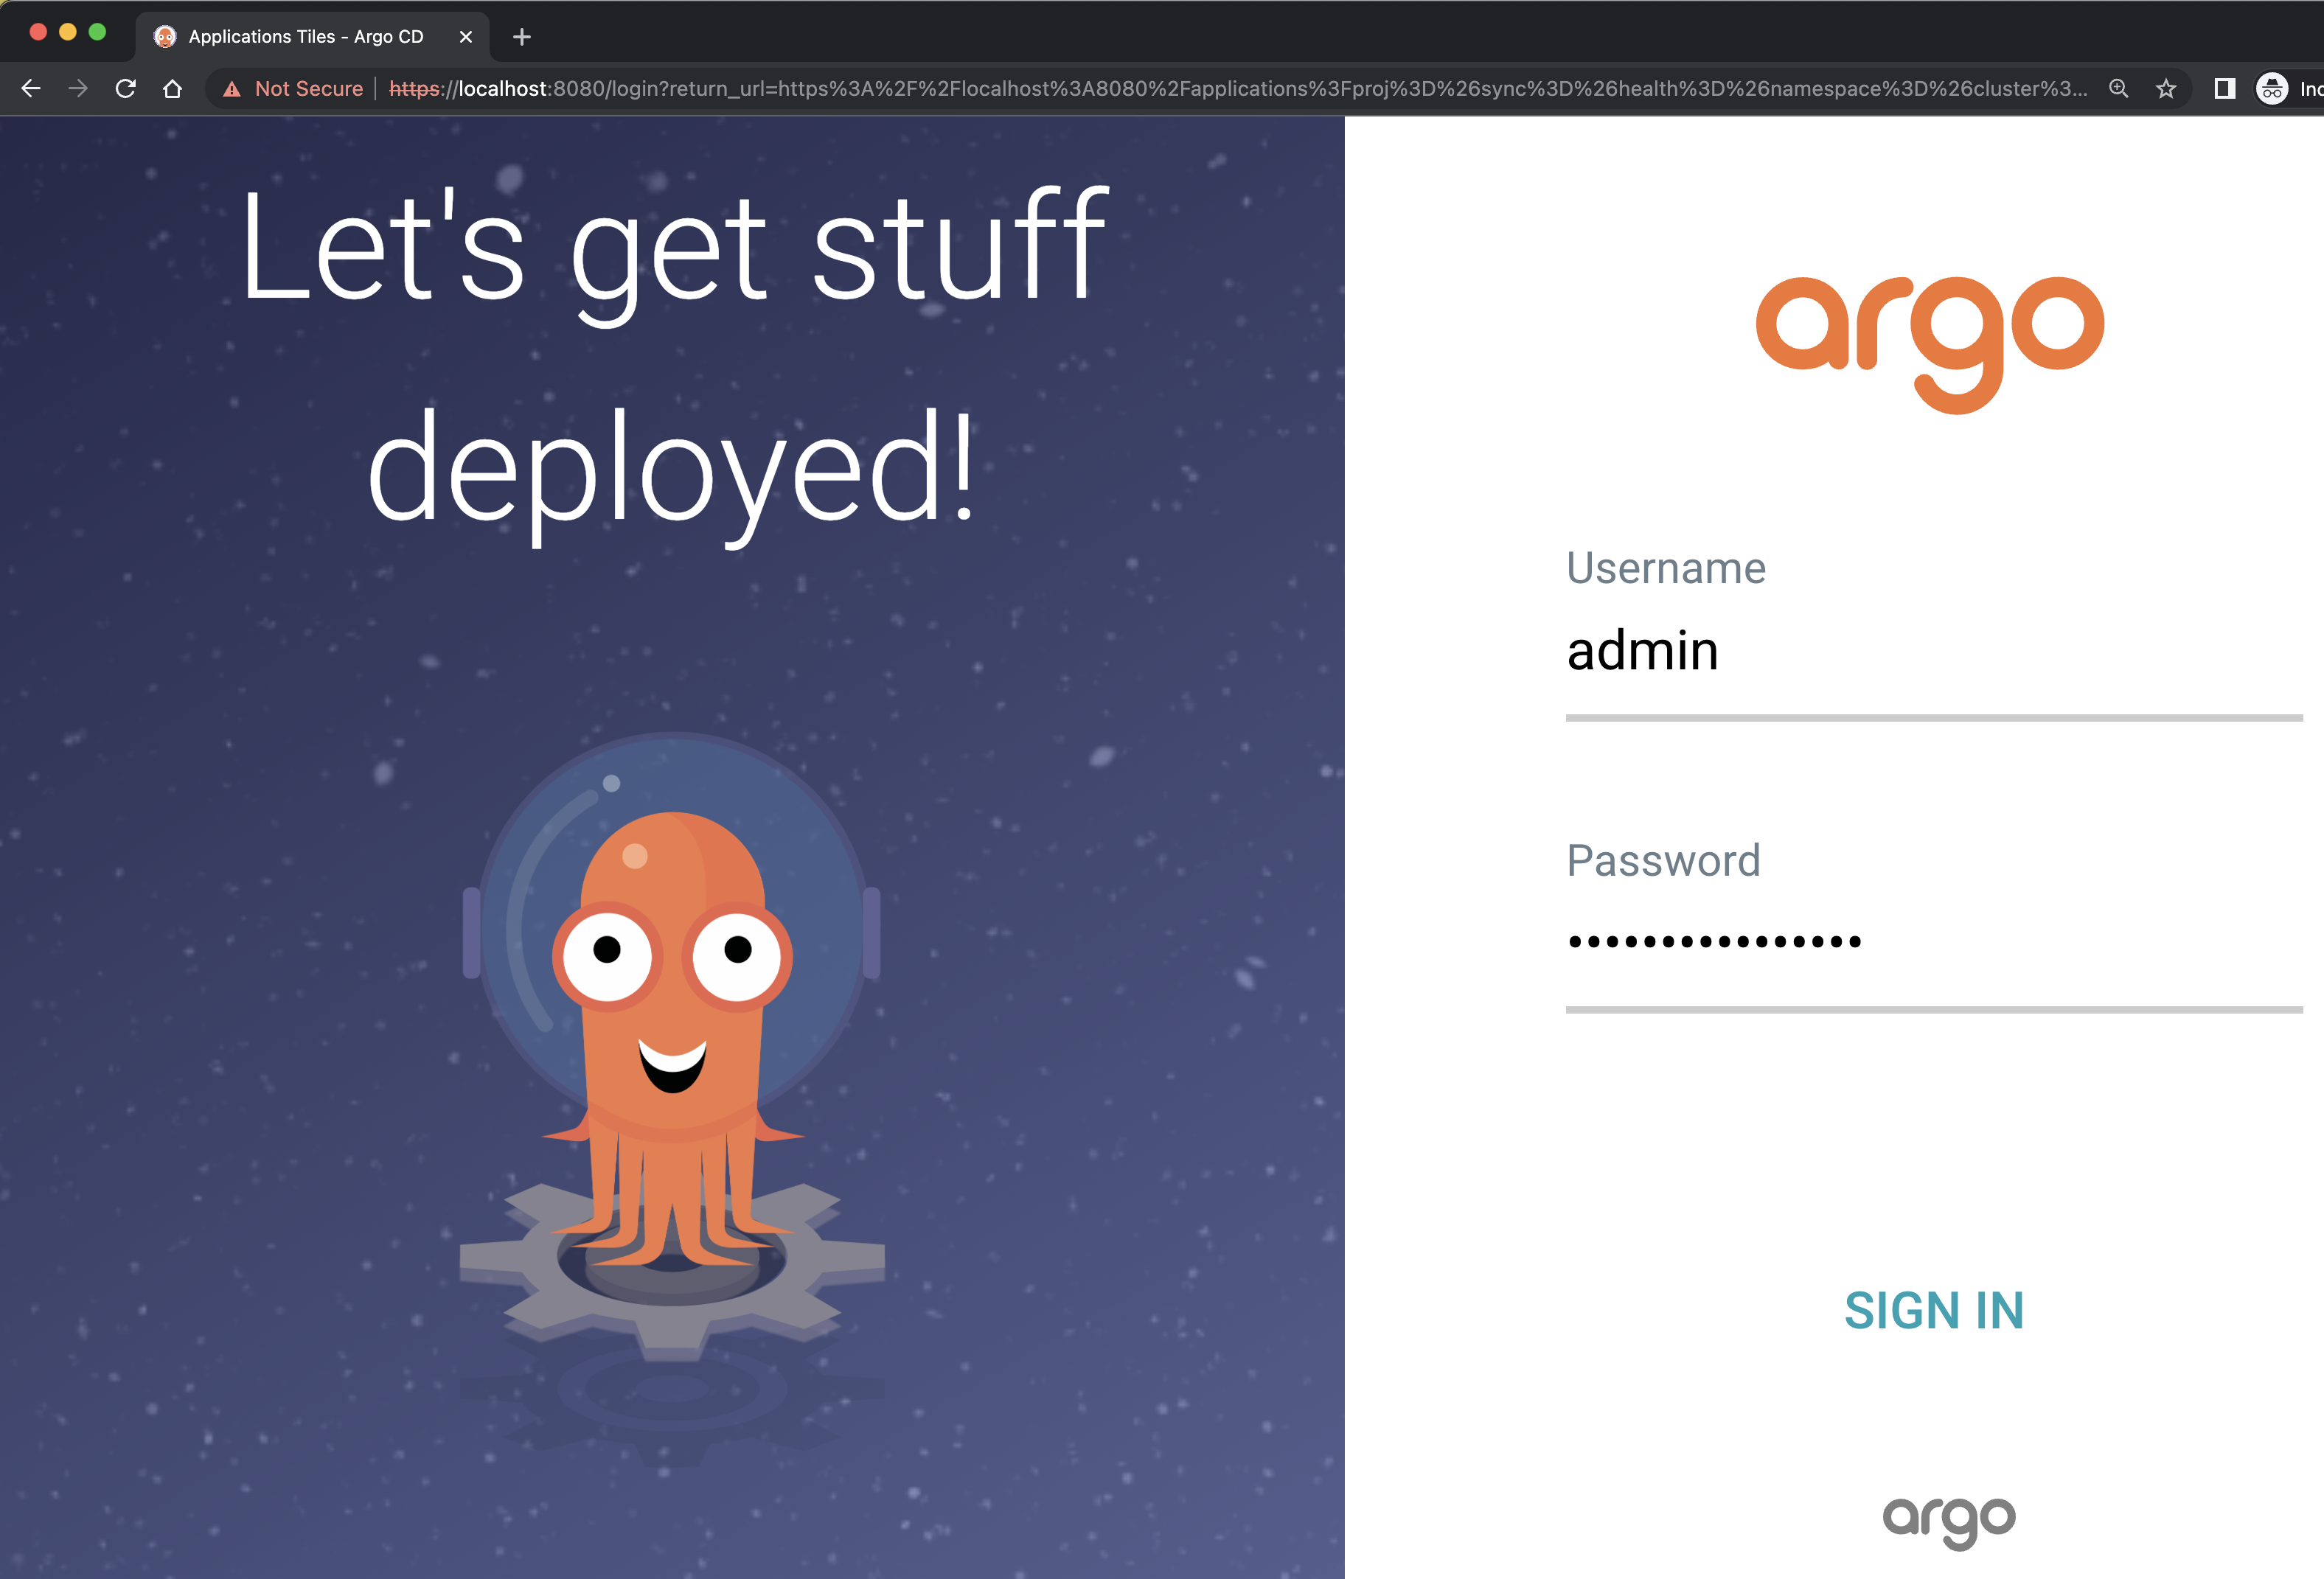 Applications Tiles - Argo CD
Not Secure
https://localhost:8080/login?return_url=https%3A%2F%2Flocalhost%3A8080%2Fapplications%3Fproj%3D%26sync%3D%26health%3D%26namespace%3D%26cluster%3...
Let's get stuff
deployed!
argo
Username
admin
Password
••••••••••••••••
SIGN IN
argo